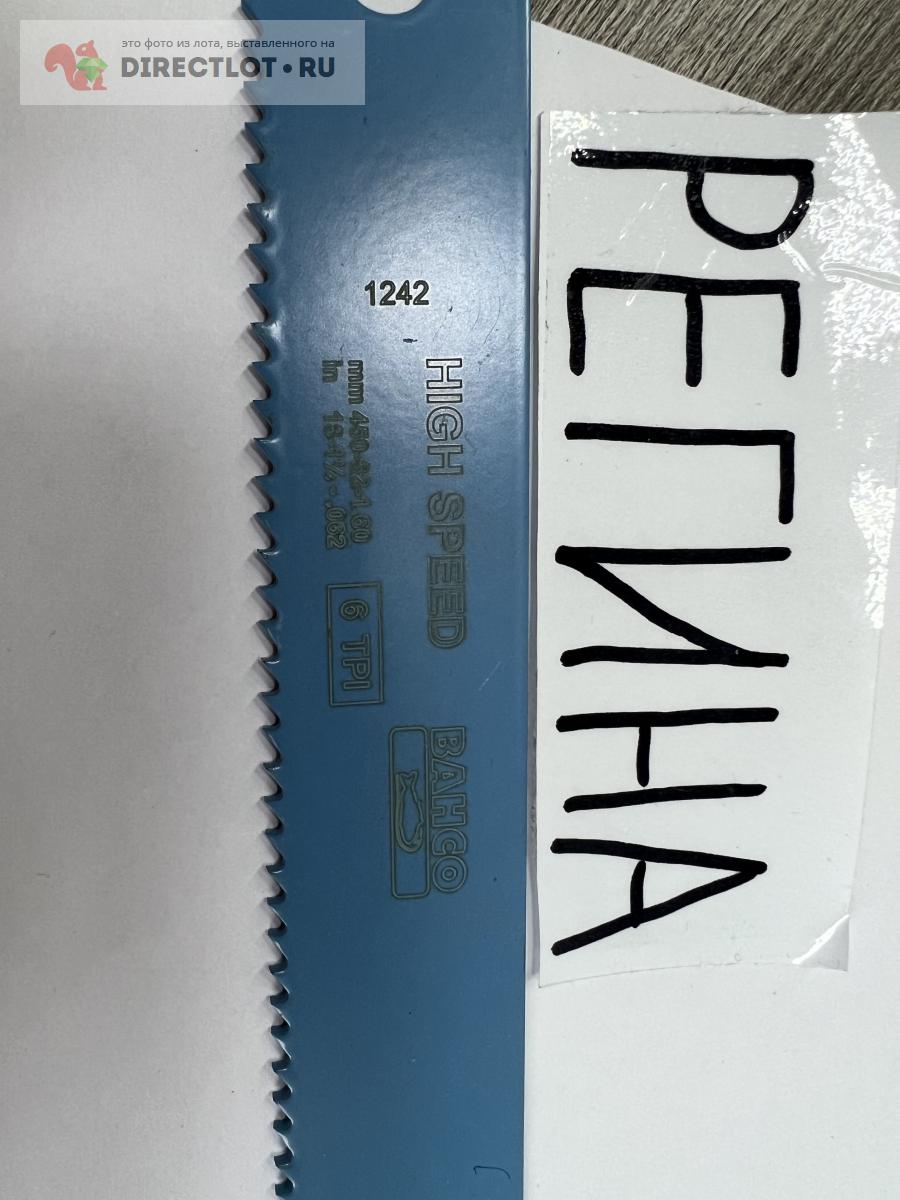 это фото из лота, выставленного на
DIRECTLOT•RU
1242
HIGH SPEED
mm 450-32-1.60
in 18-1¼-.062
6 TPI
BAHCO
РЕГИНА